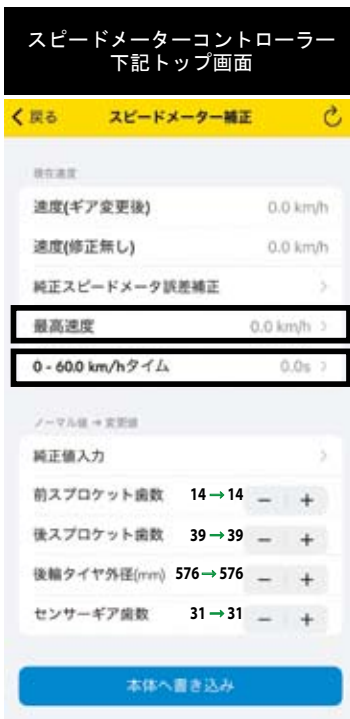 スピードメーターコントローラー
下記トップ画面
戻る スピードメーター補正
現在速度
速度(ギア変更後) 0.0 km/h
速度(修正無し) 0.0 km/h
純正スピードメータ誤差補正
最高速度 0.0 km/h
0 - 60.0 km/hタイム 0.0s
ノーマル値 → 変更値
純正値入力
前スプロケット歯数 14→14 − +
後スプロケット歯数 39→39 − +
後輪タイヤ外径(mm) 576→576 − +
センサーギア歯数 31→31 − +
本体へ書き込み